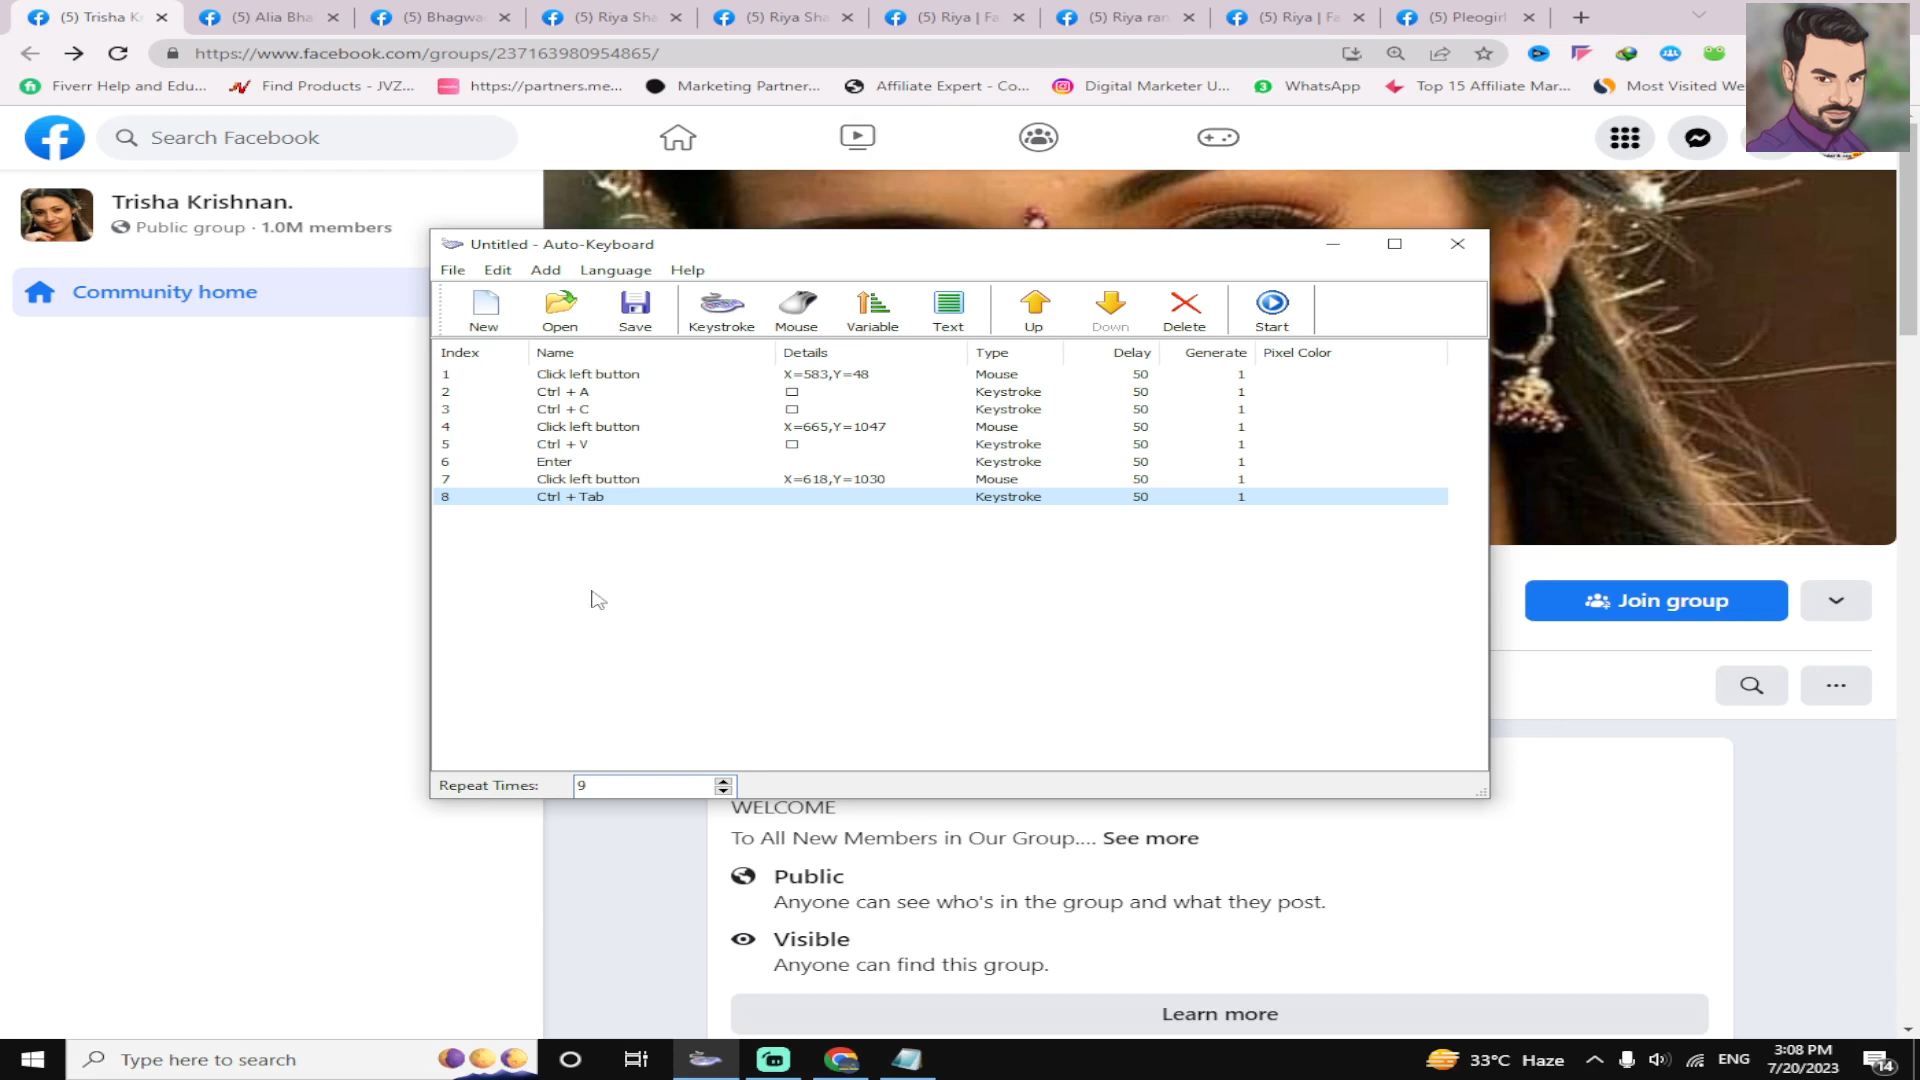 (5) Trisha K
(5) Alia Bha
(5) Bhagwa
(5) Riya Sha
(5) Riya Sha
(5) Riya | Fa
(5) Riya ran
(5) Riya | Fa
(5) Pleogirl
https://www.facebook.com/groups/237163980954865/
Fiverr Help and Edu...
Find Products - JVZ...
https://partners.me...
Marketing Partner...
Affiliate Expert - Co...
Digital Marketer U...
WhatsApp
Top 15 Affiliate Mar...
Most Visited We
Search Facebook
Trisha Krishnan.
Public group · 1.0M members
Community home
Untitled - Auto-Keyboard
File Edit Add Language Help
New Open Save Keystroke Mouse Variable Text Up Down Delete Start
Index Name Details Type Delay Generate Pixel Color
1 Click left button X=583,Y=48 Mouse 50 1
2 Ctrl + A Keystroke 50 1
3 Ctrl + C Keystroke 50 1
4 Click left button X=665,Y=1047 Mouse 50 1
5 Ctrl + V Keystroke 50 1
6 Enter Keystroke 50 1
7 Click left button X=618,Y=1030 Mouse 50 1
8 Ctrl + Tab Keystroke 50 1
Repeat Times: 9
Join group
WELCOME
To All New Members in Our Group.... See more
Public
Anyone can see who's in the group and what they post.
Visible
Anyone can find this group.
Learn more
Type here to search
33°C Haze
ENG
3:08 PM
7/20/2023
14